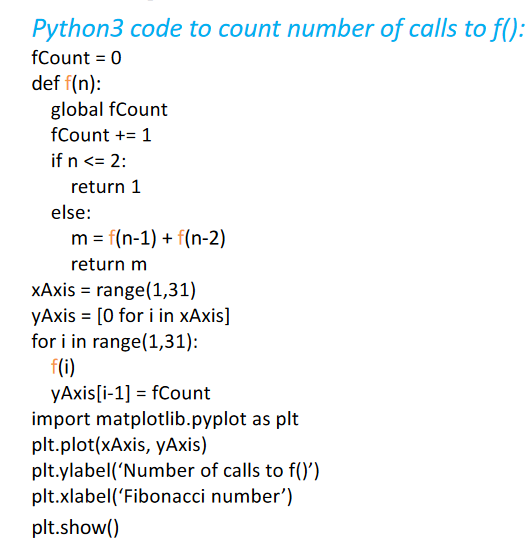 Python3 code to count number of calls to f():
fCount = 0
def f(n):
global fCount
fCount += 1
if n <= 2:
return 1
else:
m = f(n-1) + f(n-2)
return m
xAxis = range(1,31)
yAxis = [0 for i in xAxis]
for i in range(1,31):
f(i)
yAxis[i-1] = fCount
import matplotlib.pyplot as plt
plt.plot(xAxis, yAxis)
plt.ylabel(‘Number of calls to f()’)
plt.xlabel(‘Fibonacci number’)
plt.show()